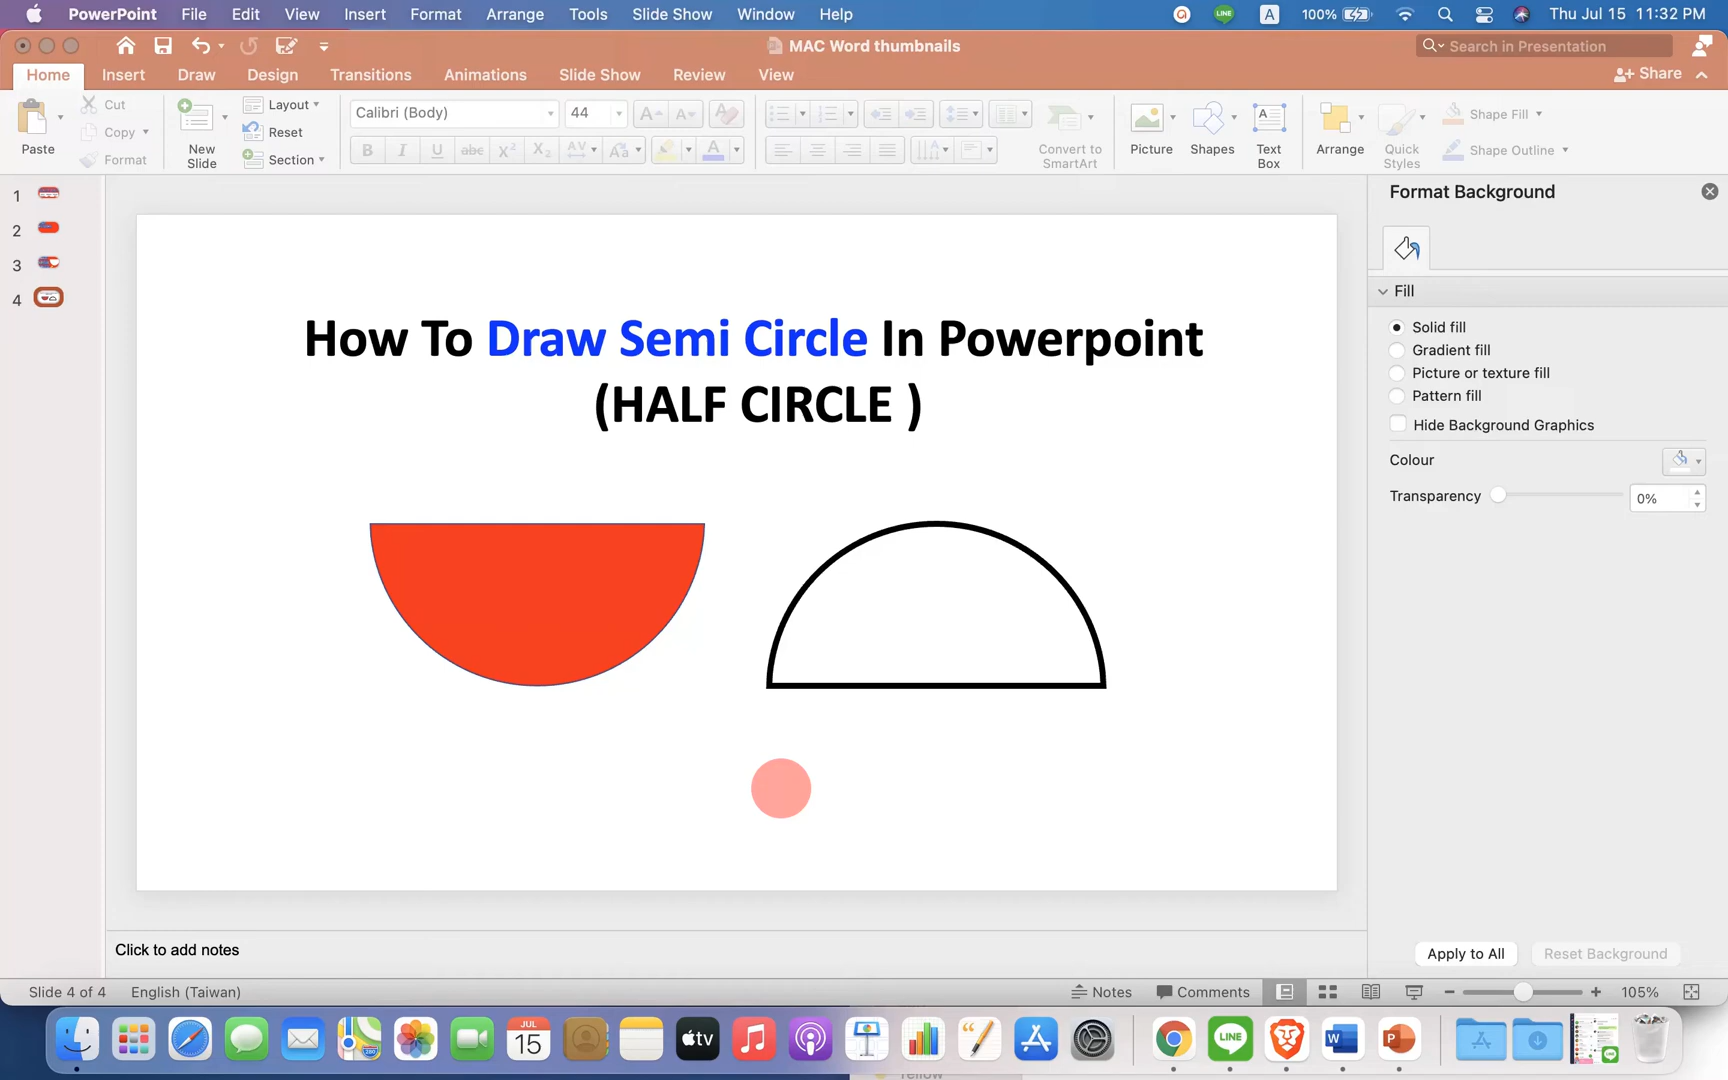 PowerPoint File Edit View Insert Format Arrange Tools Slide Show Window Help LINE A 100% Thu Jul 15 11:32 PM
MAC Word thumbnails
Search in Presentation
Home Insert Draw Design Transitions Animations Slide Show Review View
Share
Paste
Cut
Copy
Format
New
Slide
Layout
Reset
Section
Calibri (Body) 44
Convert to
SmartArt
Picture
Shapes
Text
Box
Arrange
Quick
Styles
Shape Fill
Shape Outline
1
2
3
4
How To Draw Semi Circle In Powerpoint
(HALF CIRCLE )
Format Background
Fill
Solid fill
Gradient fill
Picture or texture fill
Pattern fill
Hide Background Graphics
Colour
Transparency 0%
Apply to All Reset Background
Click to add notes
Slide 4 of 4 English (Taiwan) Notes Comments 105%
JUL
15
280
tv
LINE
W
P